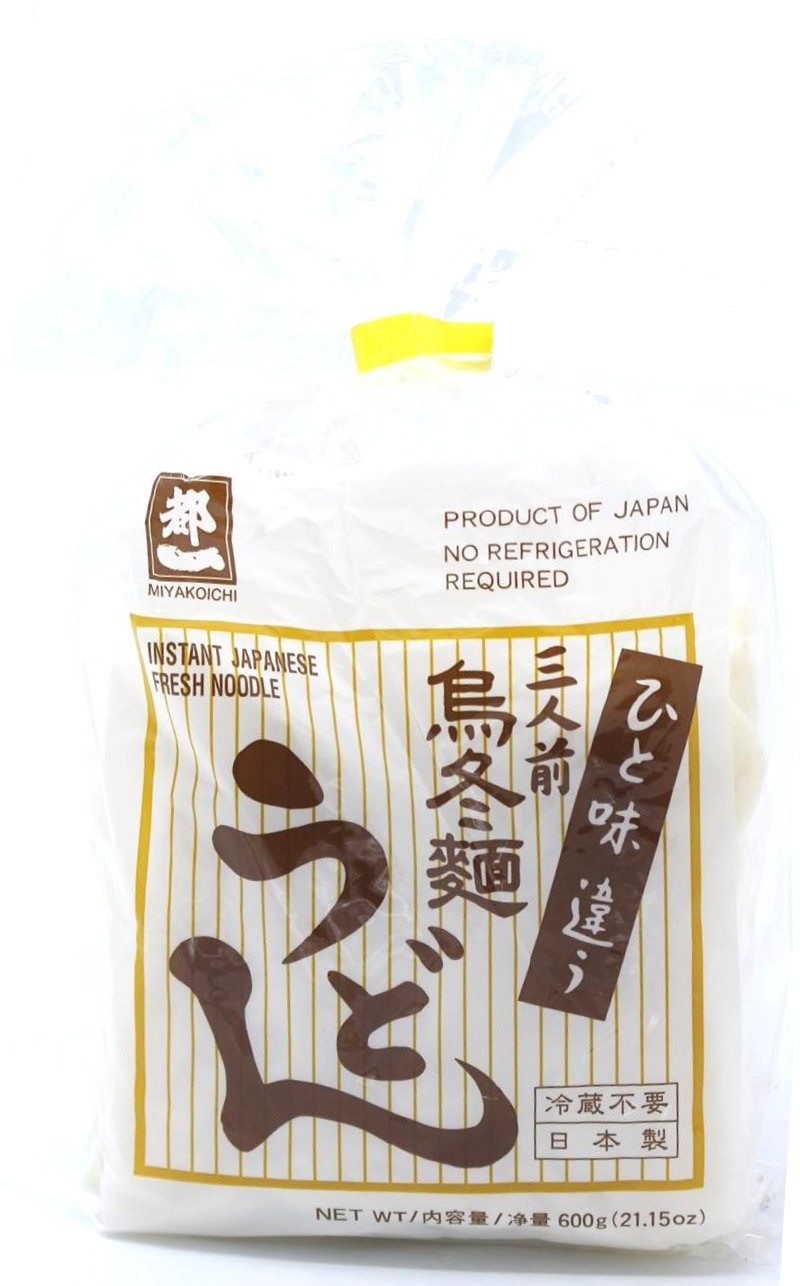 都一
MIYAKOICHI
PRODUCT OF JAPAN
NO REFRIGERATION
REQUIRED
INSTANT JAPANESE
FRESH NOODLE
ひと味違う
三人前
烏冬麵
うどん
冷蔵不要
日本製
NET WT/内容量/净量 600g(21.15oz)